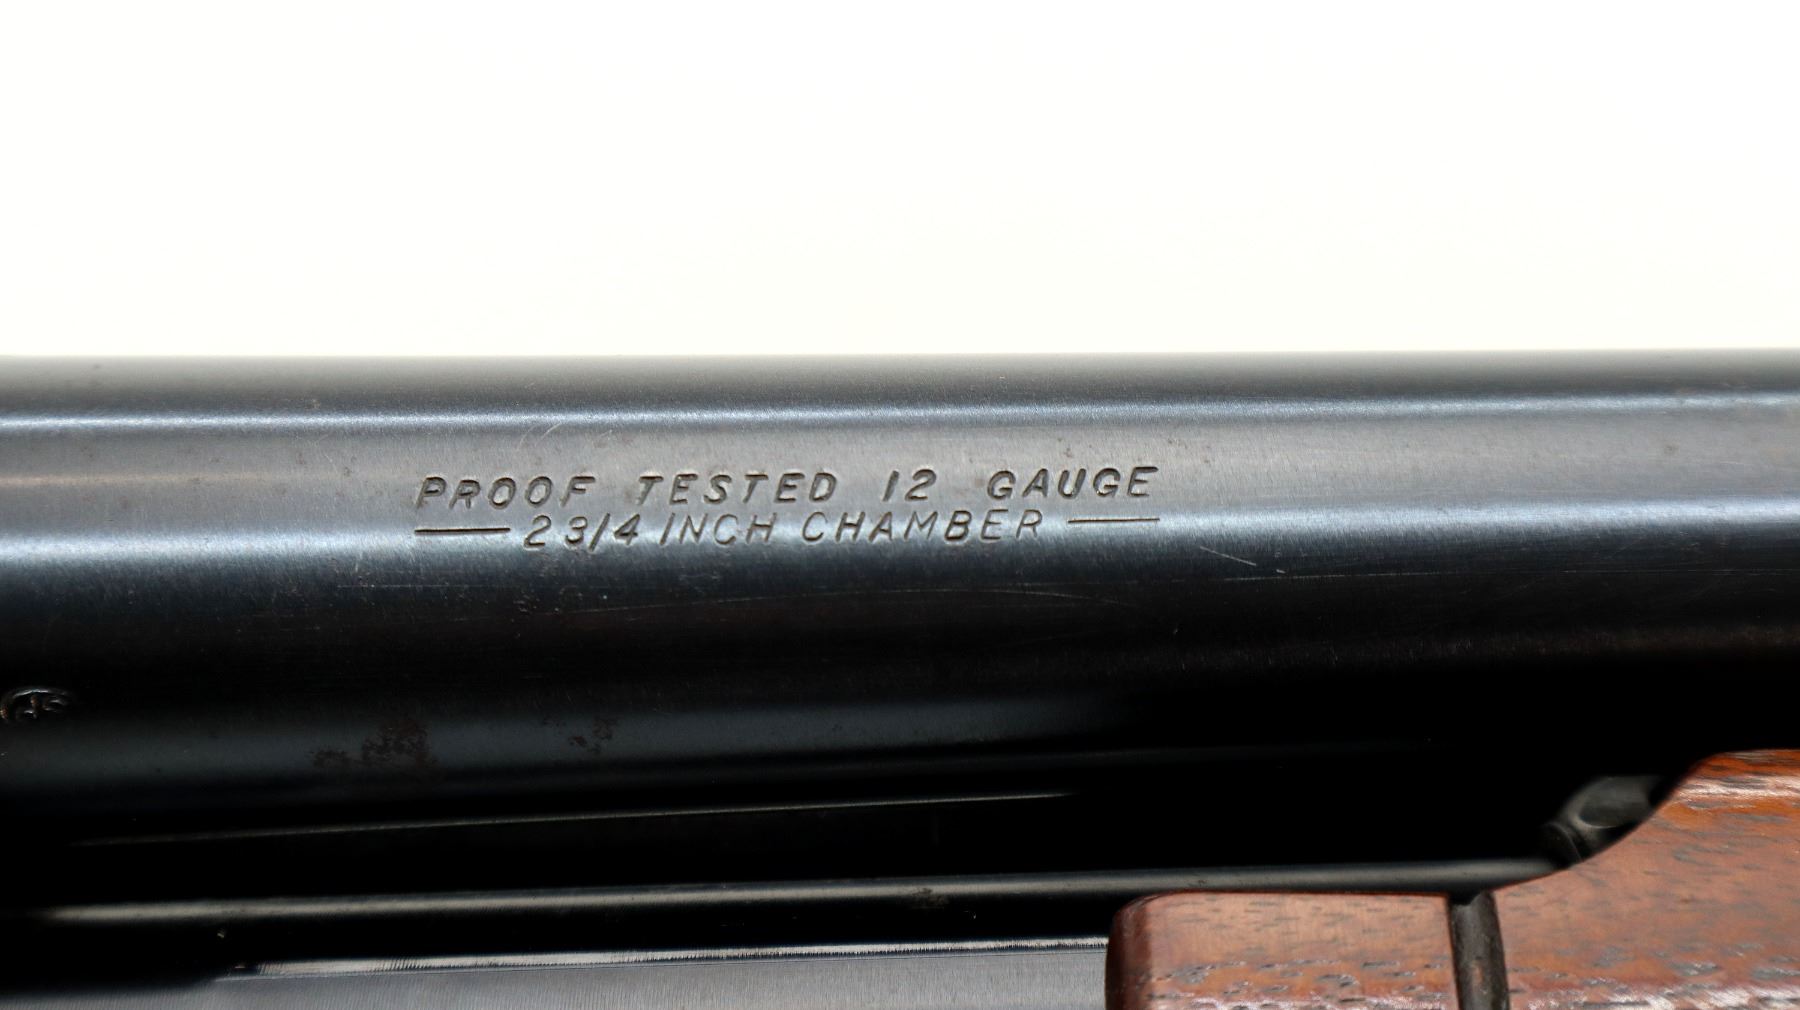 PROOF TESTED 12 GAUGE
2 3/4 INCH CHAMBER